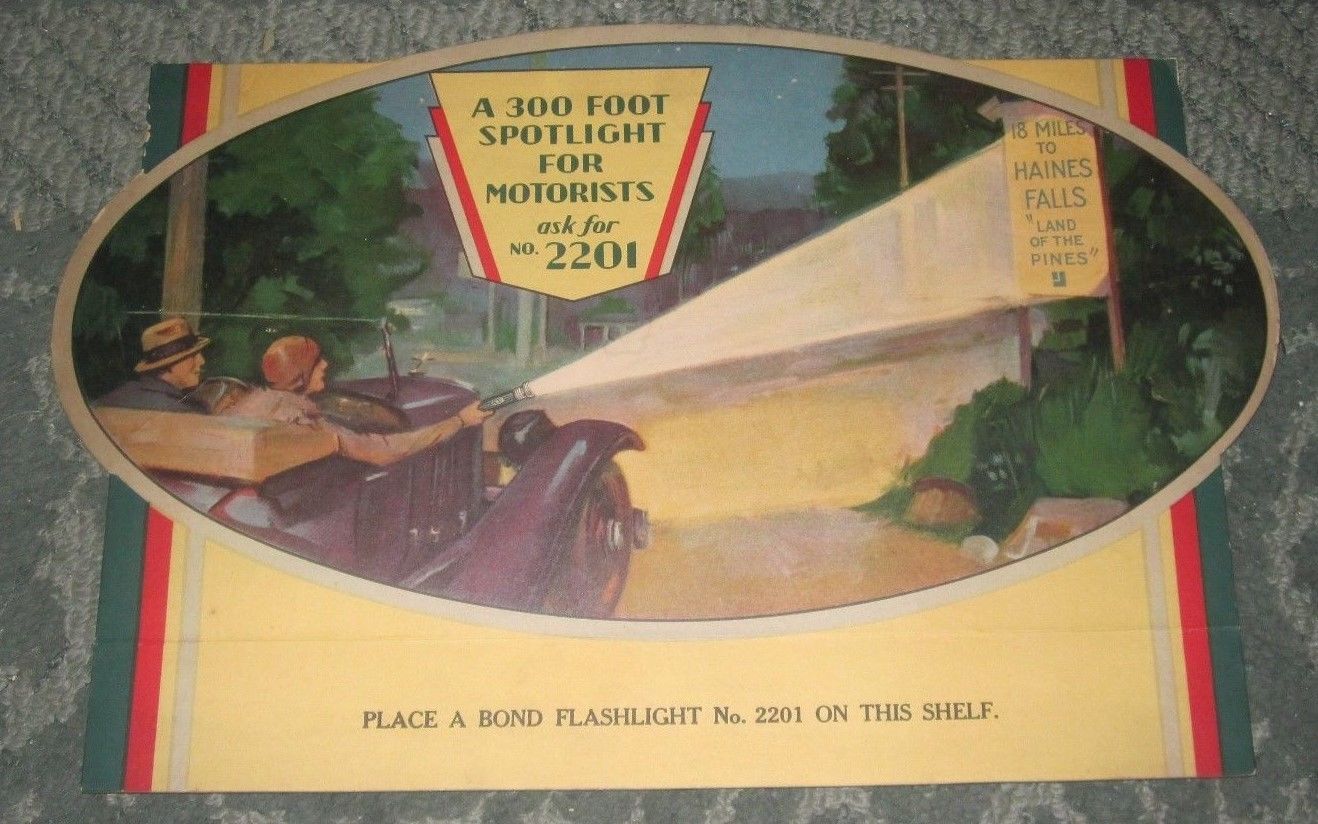 A 300 FOOT
SPOTLIGHT
FOR
MOTORISTS
ask for
NO. 2201
18 MILES
TO
HAINES
FALLS
"LAND
OF THE
PINES"
PLACE A BOND FLASHLIGHT No. 2201 ON THIS SHELF.